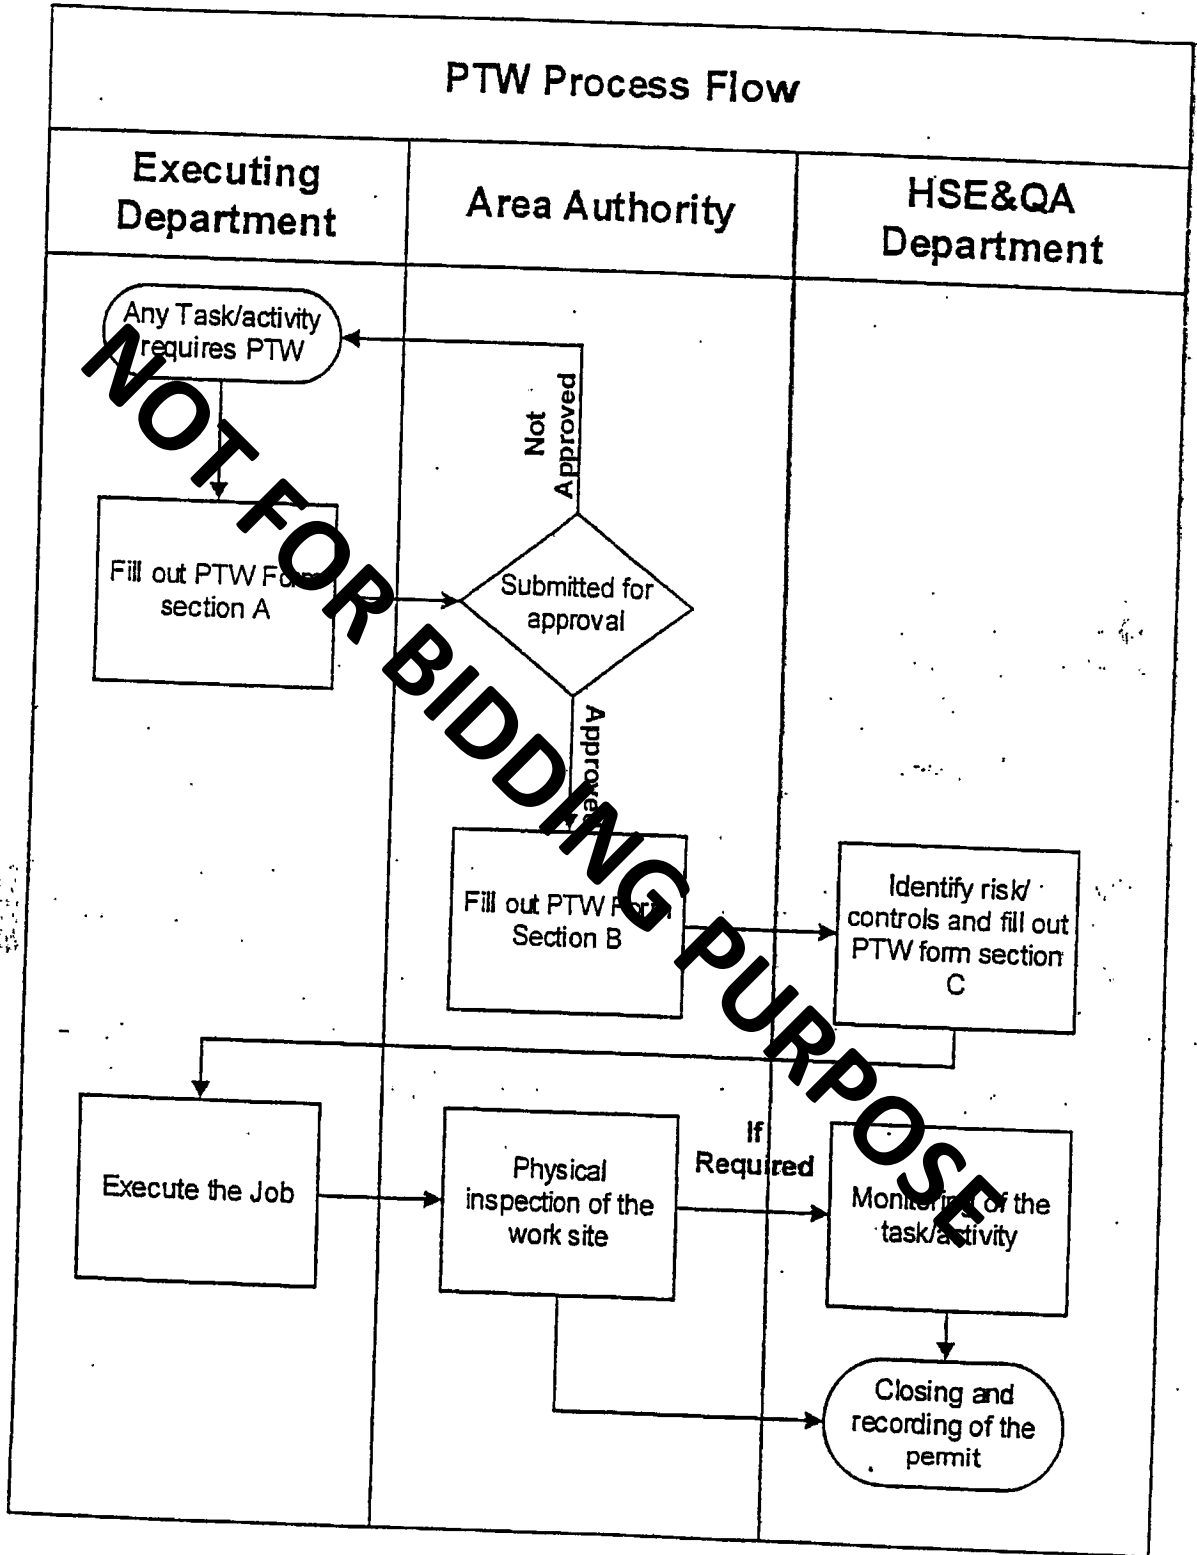 PTW Process Flow
Executing
Department
Area Authority
HSE&QA
Department
Any Task/activity
requires PTW
Not
Approved
Fill out PTW Form
section A
Submitted for
approval
Approved
Fill out PTW Form
Section B
Identify risk/
controls and fill out
PTW form section
C
Execute the Job
Physical
inspection of the
work site
If
Required
Monitoring of the
task/activity
Closing and
recording of the
permit
NOT FOR BIDDING PURPOSE